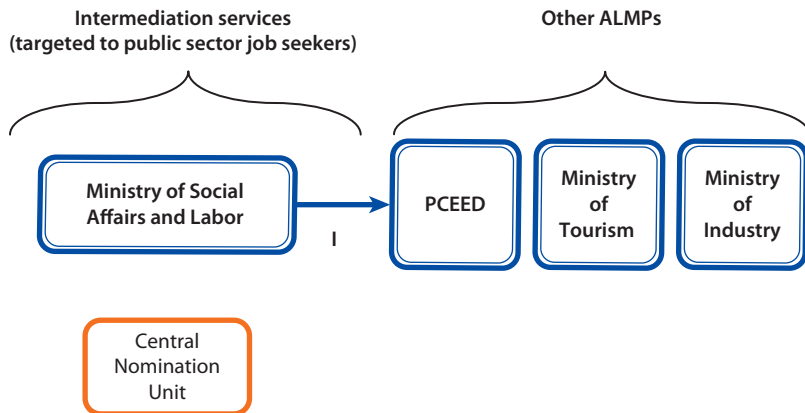 Intermediation services
(targeted to public sector job seekers)
Other ALMPs
Ministry of Social
Affairs and Labor
I
PCEED
Ministry
of
Tourism
Ministry
of
Industry
Central
Nomination
Unit